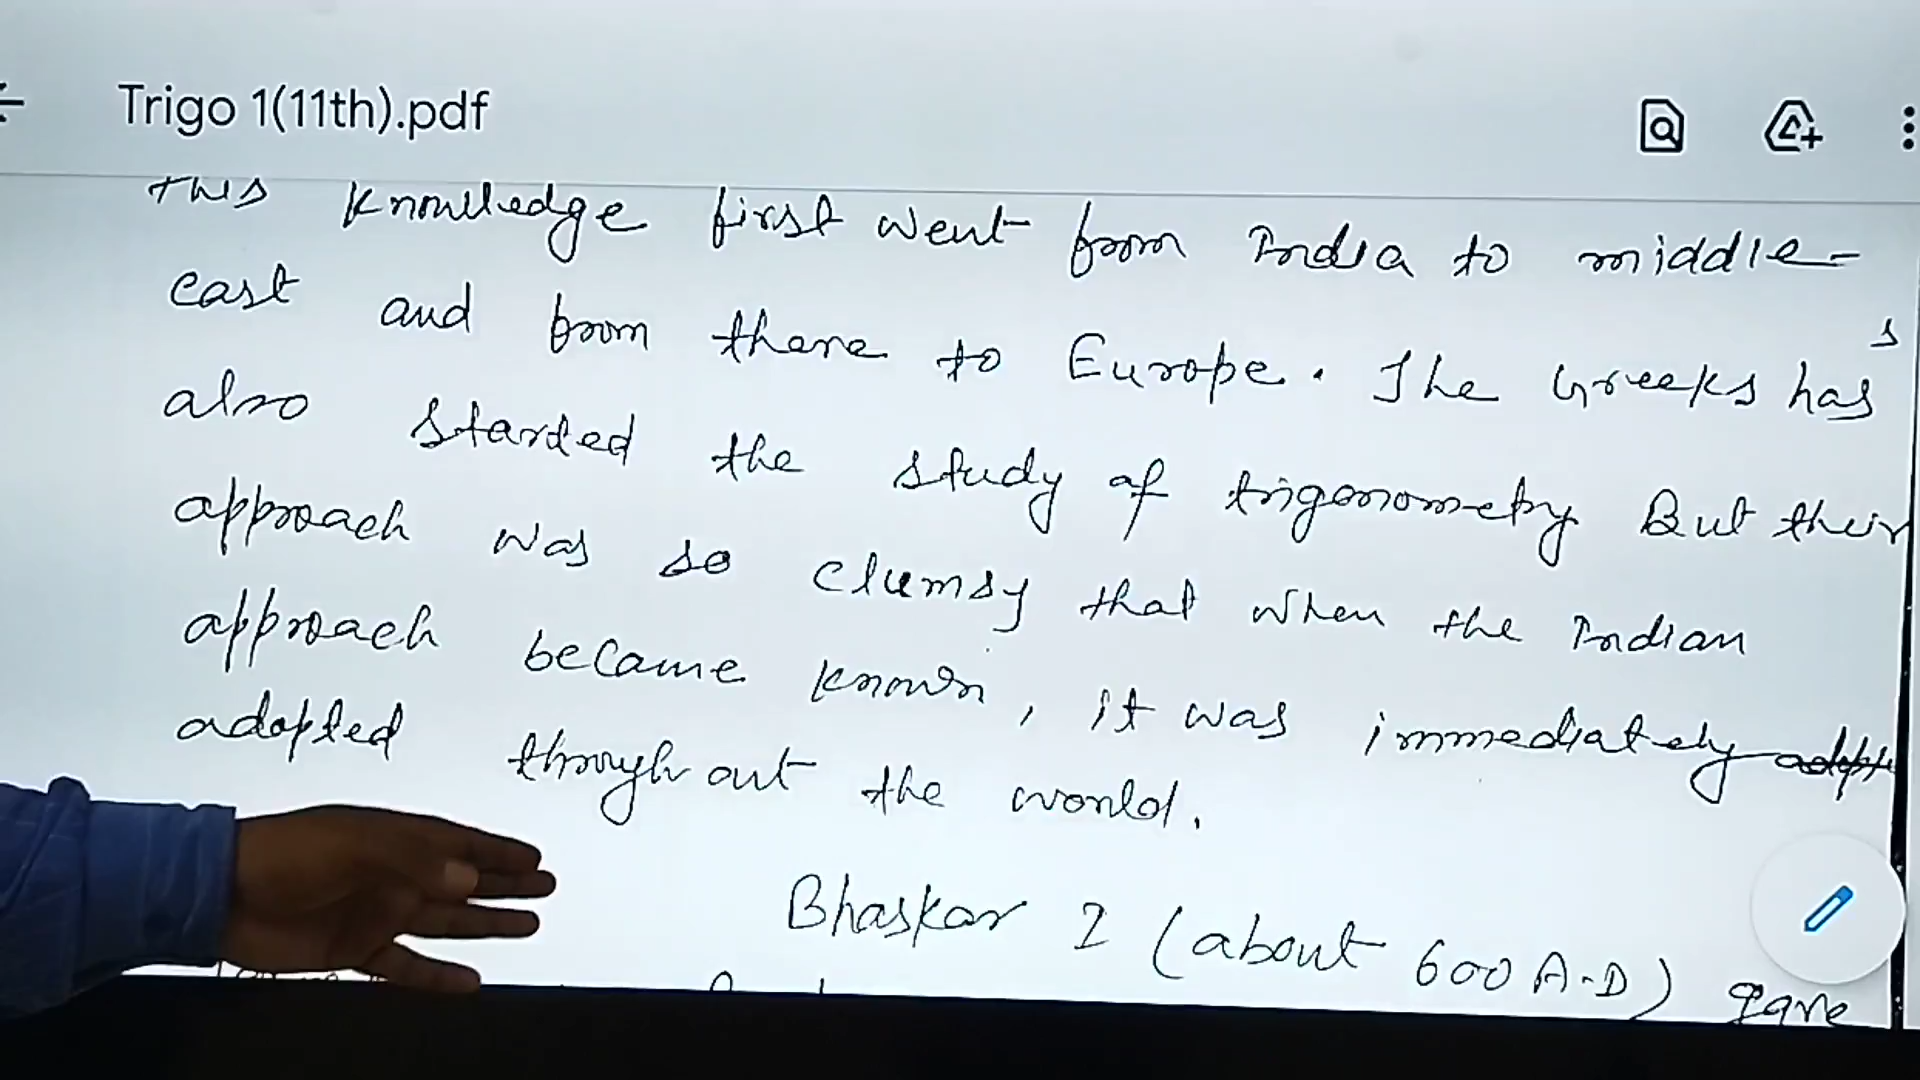 Trigo 1(11th).pdf
This Knowledge first went from India to middle-
east and from there to Europe. The Greeks has
s
also started the study of trigonometry But their
approach was so clumsy that when the Indian
approach became known, it was immediately
adopted throughout the world.
Bhaskar I (about 600 A.D) gave